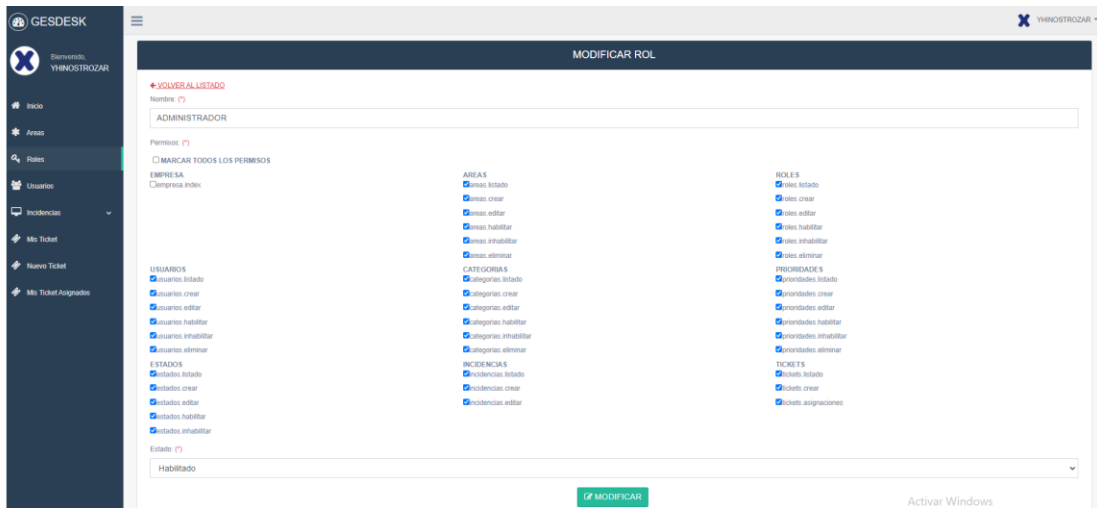 GESDESK
YHINOSTROZAR
Bienvenido,
YHINOSTROZAR
Inicio
Areas
Roles
Usuarios
Incidencias
Mis Ticket
Nuevo Ticket
Mis Ticket Asignados
MODIFICAR ROL
VOLVER AL LISTADO
Nombre: (*)
ADMINISTRADOR
Permisos: (*)
MARCAR TODOS LOS PERMISOS
EMPRESA
empresa.index
AREAS
areas.listado
areas.crear
areas.editar
areas.habilitar
areas.inhabilitar
areas.eliminar
ROLES
roles.listado
roles.crear
roles.editar
roles.habilitar
roles.inhabilitar
roles.eliminar
USUARIOS
usuarios.listado
usuarios.crear
usuarios.editar
usuarios.habilitar
usuarios.inhabilitar
usuarios.eliminar
CATEGORIAS
categorias.listado
categorias.crear
categorias.editar
categorias.habilitar
categorias.inhabilitar
categorias.eliminar
PRIORIDADES
prioridades.listado
prioridades.crear
prioridades.editar
prioridades.habilitar
prioridades.inhabilitar
prioridades.eliminar
ESTADOS
estados.listado
estados.crear
estados.editar
estados.habilitar
estados.inhabilitar
INCIDENCIAS
incidencias.listado
incidencias.crear
incidencias.editar
TICKETS
tickets.listado
tickets.crear
tickets.asignaciones
Estado: (*)
Habilitado
MODIFICAR
Activar Windows